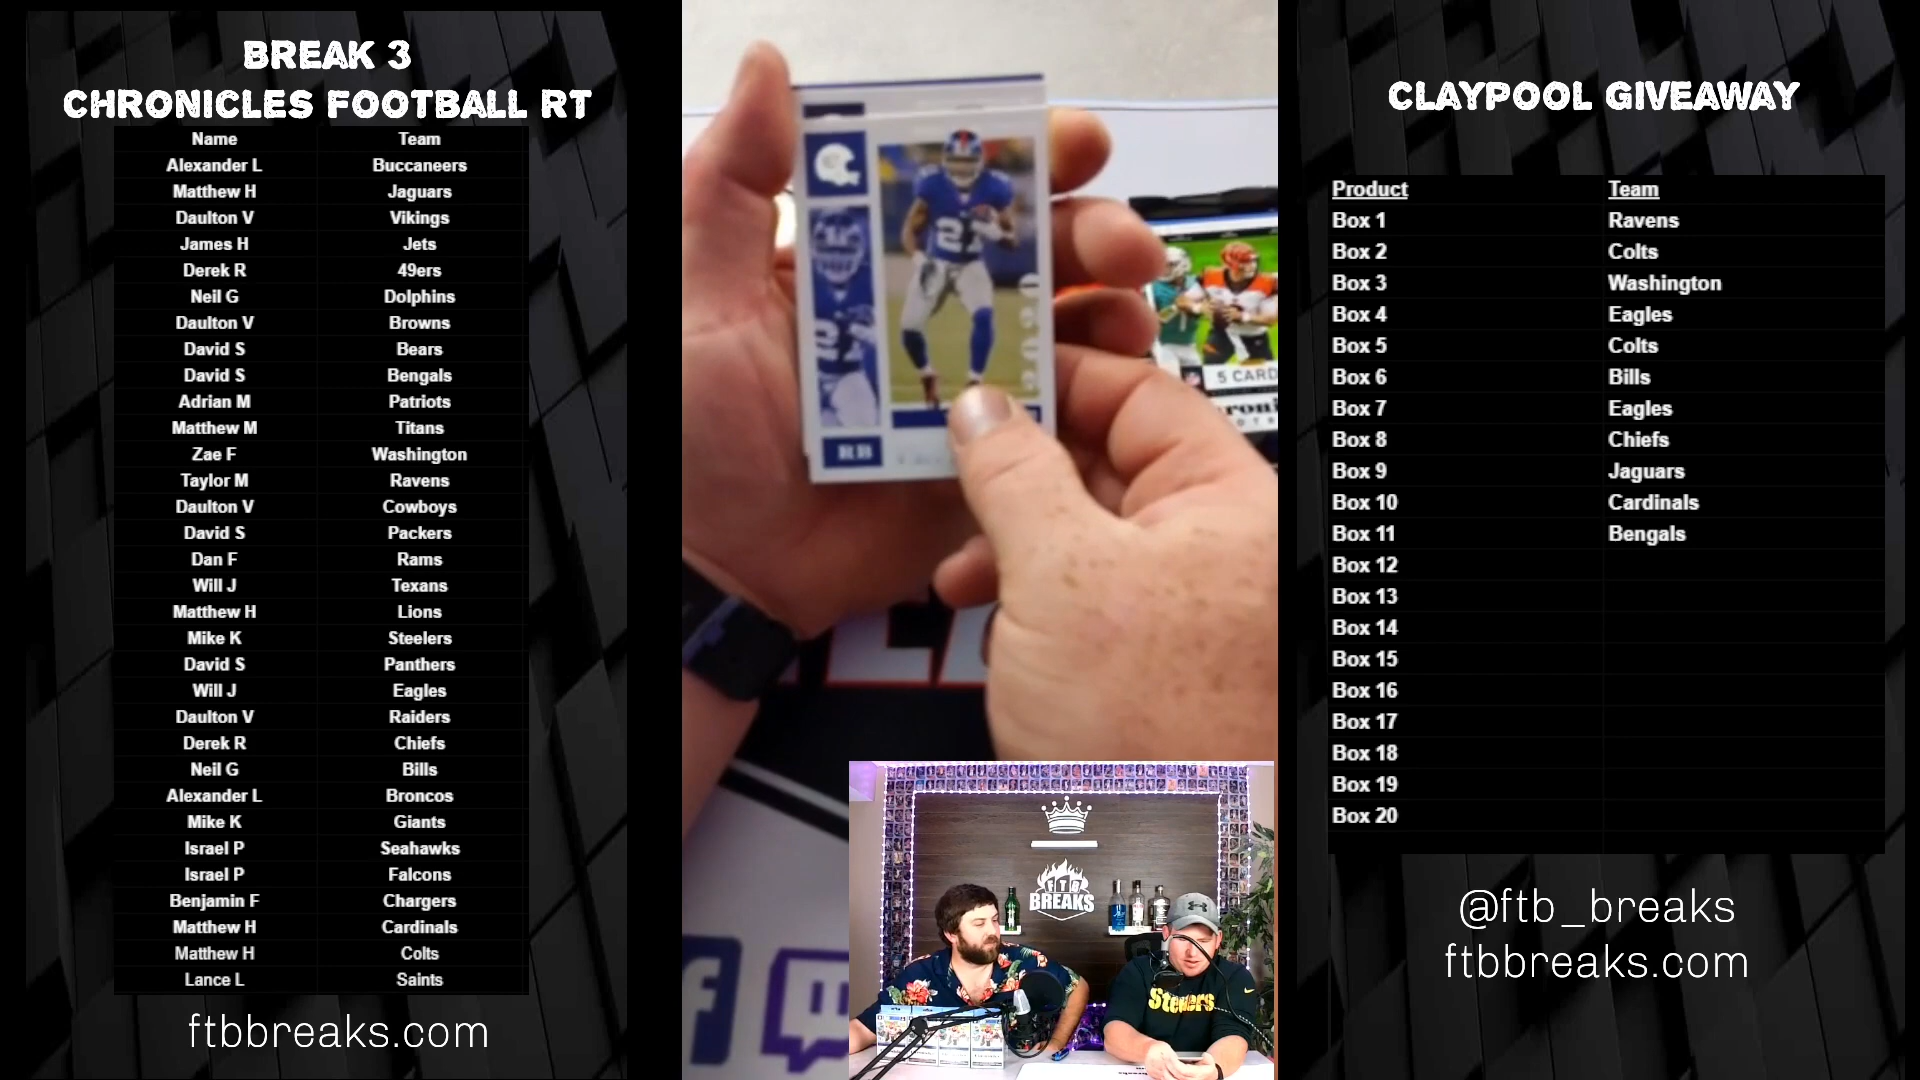 BREAK 3
CHRONICLES FOOTBALL RT
Name Team
Alexander L Buccaneers
Matthew H Jaguars
Daulton V Vikings
James H Jets
Derek R 49ers
Neil G Dolphins
Daulton V Browns
David S Bears
David S Bengals
Adrian M Patriots
Matthew M Titans
Zae F Washington
Taylor M Ravens
Daulton V Cowboys
David S Packers
Dan F Rams
Will J Texans
Matthew H Lions
Mike K Steelers
David S Panthers
Will J Eagles
Daulton V Raiders
Derek R Chiefs
Neil G Bills
Alexander L Broncos
Mike K Giants
Israel P Seahawks
Israel P Falcons
Benjamin F Chargers
Matthew H Cardinals
Matthew H Colts
Lance L Saints
ftbbreaks.com
2020
RB
5 CARD
FTB
BREAKS
Steelers
CLAYPOOL GIVEAWAY
Product Team
Box 1 Ravens
Box 2 Colts
Box 3 Washington
Box 4 Eagles
Box 5 Colts
Box 6 Bills
Box 7 Eagles
Box 8 Chiefs
Box 9 Jaguars
Box 10 Cardinals
Box 11 Bengals
Box 12
Box 13
Box 14
Box 15
Box 16
Box 17
Box 18
Box 19
Box 20
@ftb_breaks
ftbbreaks.com